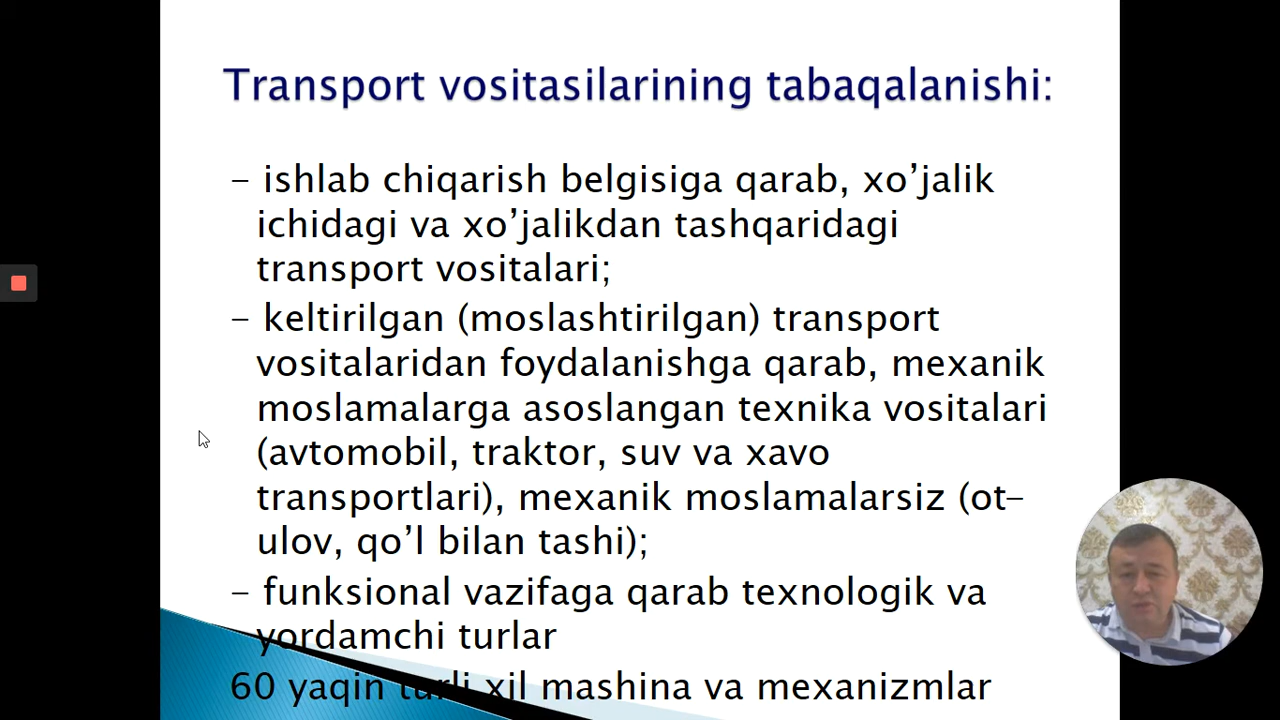 Transport vositasilarining tabaqalanishi:
– ishlab chiqarish belgisiga qarab, xo’jalik
ichidagi va xo’jalikdan tashqaridagi
transport vositalari;
– keltirilgan (moslashtirilgan) transport
vositalaridan foydalanishga qarab, mexanik
moslamalarga asoslangan texnika vositalari
(avtomobil, traktor, suv va xavo
transportlari), mexanik moslamalarsiz (ot–
ulov, qo’l bilan tashi);
– funksional vazifaga qarab texnologik va
yordamchi turlar
60 yaqin turli xil mashina va mexanizmlar